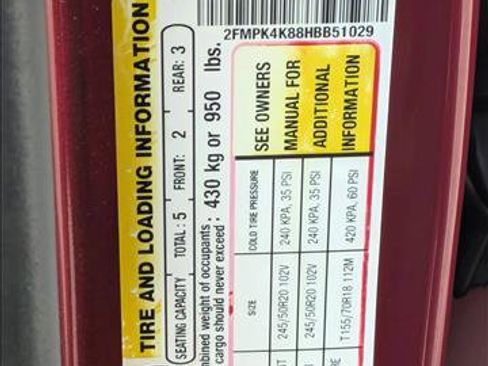 2FMPK4K88HBB51029
TIRE AND LOADING INFORMATION
SEATING CAPACITY TOTAL: 5 FRONT: 2 REAR: 3
mbined weight of occupants
cargo should never exceed: 430 kg or 950 lbs.
SIZE COLD TIRE PRESSURE SEE OWNERS
245/50R20 102V 240 KPA, 35 PSI MANUAL FOR
245/50R20 102V 240 KPA, 35 PSI ADDITIONAL
T155/70R18 112M 420 KPA, 60 PSI INFORMATION